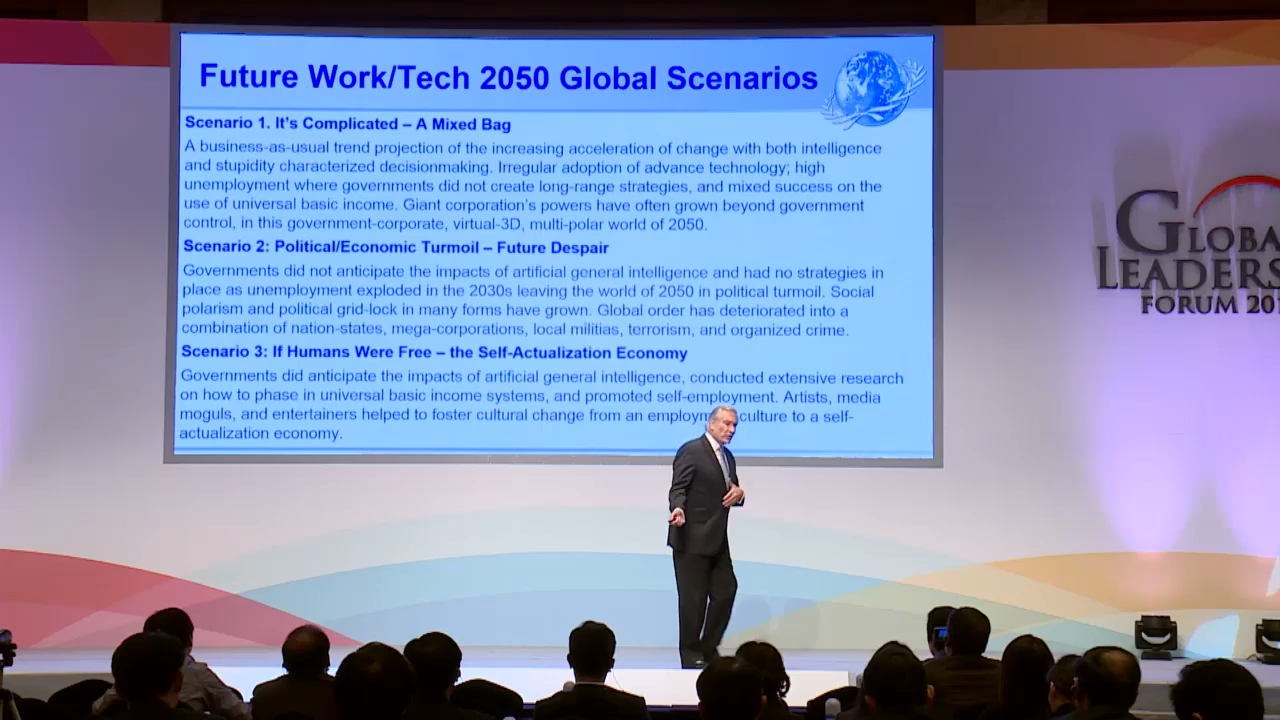 Future Work/Tech 2050 Global Scenarios
Scenario 1. It's Complicated – A Mixed Bag
A business-as-usual trend projection of the increasing acceleration of change with both intelligence
and stupidity characterized decisionmaking. Irregular adoption of advance technology; high
unemployment where governments did not create long-range strategies, and mixed success on the
use of universal basic income. Giant corporation's powers have often grown beyond government
control, in this government-corporate, virtual-3D, multi-polar world of 2050.
Scenario 2: Political/Economic Turmoil – Future Despair
Governments did not anticipate the impacts of artificial general intelligence and had no strategies in
place as unemployment exploded in the 2030s leaving the world of 2050 in political turmoil. Social
polarism and political grid-lock in many forms have grown. Global order has deteriorated into a
combination of nation-states, mega-corporations, local militias, terrorism, and organized crime.
Scenario 3: If Humans Were Free – the Self-Actualization Economy
Governments did anticipate the impacts of artificial general intelligence, conducted extensive research
on how to phase in universal basic income systems, and promoted self-employment. Artists, media
moguls, and entertainers helped to foster cultural change from an culture to a self-
actualization economy.
GLOBA
LEADERS
FORUM 20